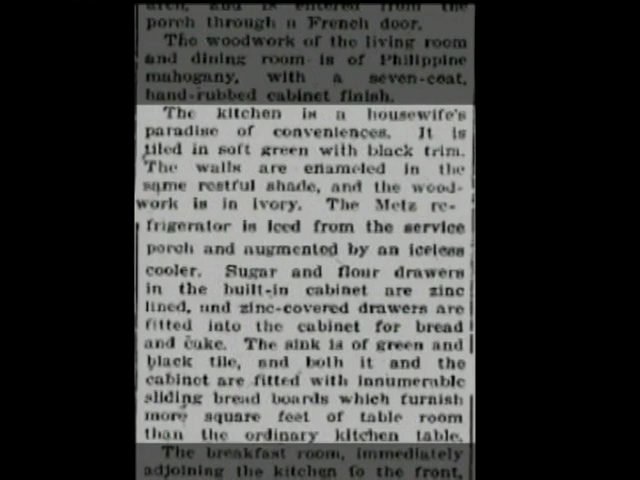 arch, and is entered from the
porch through a French door.
The woodwork of the living room
and dining room is of Philippine
mahogany, with a seven-coat,
hand-rubbed cabinet finish.
The kitchen is a housewife's
paradise of conveniences. It is
tiled in soft green with black trim.
The walls are enameled in the
same restful shade, and the wood-
work is in ivory. The Metz re-
frigerator is iced from the service
porch and augmented by an iceless
cooler. Sugar and flour drawers
in the built-in cabinet are zinc
lined, and zinc-covered drawers are
fitted into the cabinet for bread
and cake. The sink is of green and
black tile, and both it and the
cabinet are fitted with innumerable
sliding bread boards which furnish
more square feet of table room
than the ordinary kitchen table.
The breakfast room, immediately
adjoining the kitchen to the front,